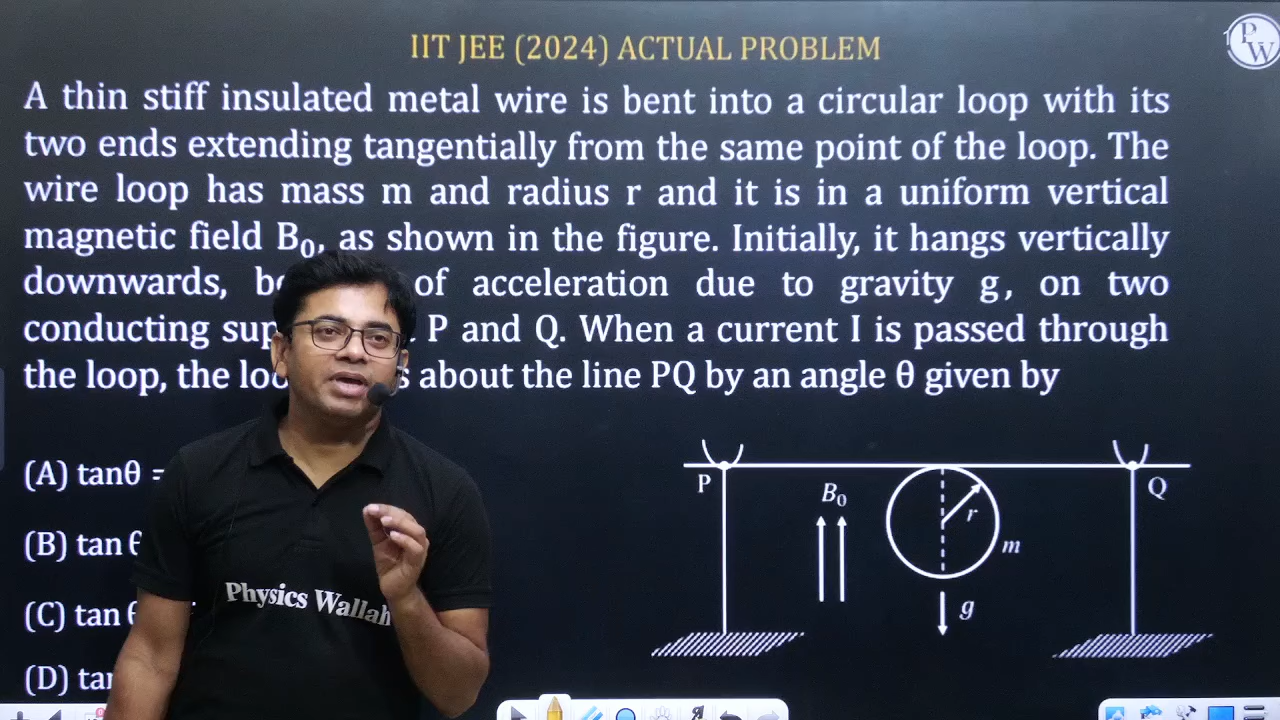 IIT JEE (2024) ACTUAL PROBLEM
PW
A thin stiff insulated metal wire is bent into a circular loop with its
two ends extending tangentially from the same point of the loop. The
wire loop has mass m and radius r and it is in a uniform vertical
magnetic field B₀, as shown in the figure. Initially, it hangs vertically
downwards, of acceleration due to gravity g, on two
conducting P and Q. When a current I is passed through
the loop, the about the line PQ by an angle θ given by
(A) tanθ =
(B) tan
(C) tan
(D)
P
Q
B₀
r
m
g
Physics Wallah